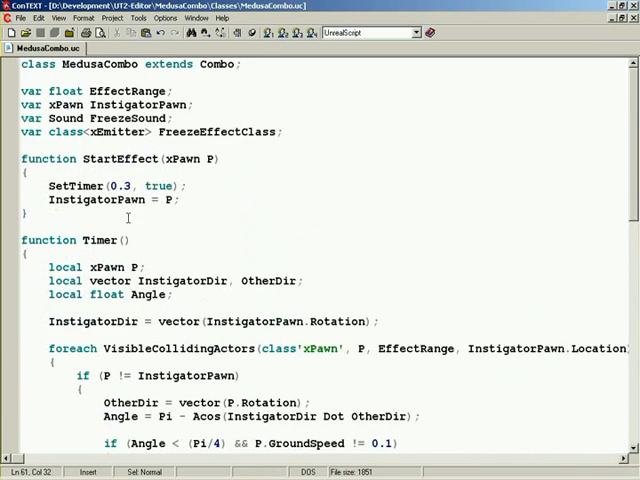 ConTEXT - [D:\Development\UT2-Editor\MedusaCombo\Classes\MedusaCombo.uc]
File Edit View Format Project Tools Options Window Help
UnrealScript
MedusaCombo.uc
class MedusaCombo extends Combo;
var float EffectRange;
var xPawn InstigatorPawn;
var Sound FreezeSound;
var class<xEmitter> FreezeEffectClass;
function StartEffect(xPawn P)
{
SetTimer(0.3, true);
InstigatorPawn = P;
}
function Timer()
{
local xPawn P;
local vector InstigatorDir, OtherDir;
local float Angle;
InstigatorDir = vector(InstigatorPawn.Rotation);
foreach VisibleCollidingActors(class'xPawn', P, EffectRange, InstigatorPawn.Location)
{
if (P != InstigatorPawn)
{
OtherDir = vector(P.Rotation);
Angle = Pi - Acos(InstigatorDir Dot OtherDir);
if (Angle < (Pi/4) && P.GroundSpeed != 0.1)
Ln 61, Col 32 Insert Sel: Normal DOS File size: 1851